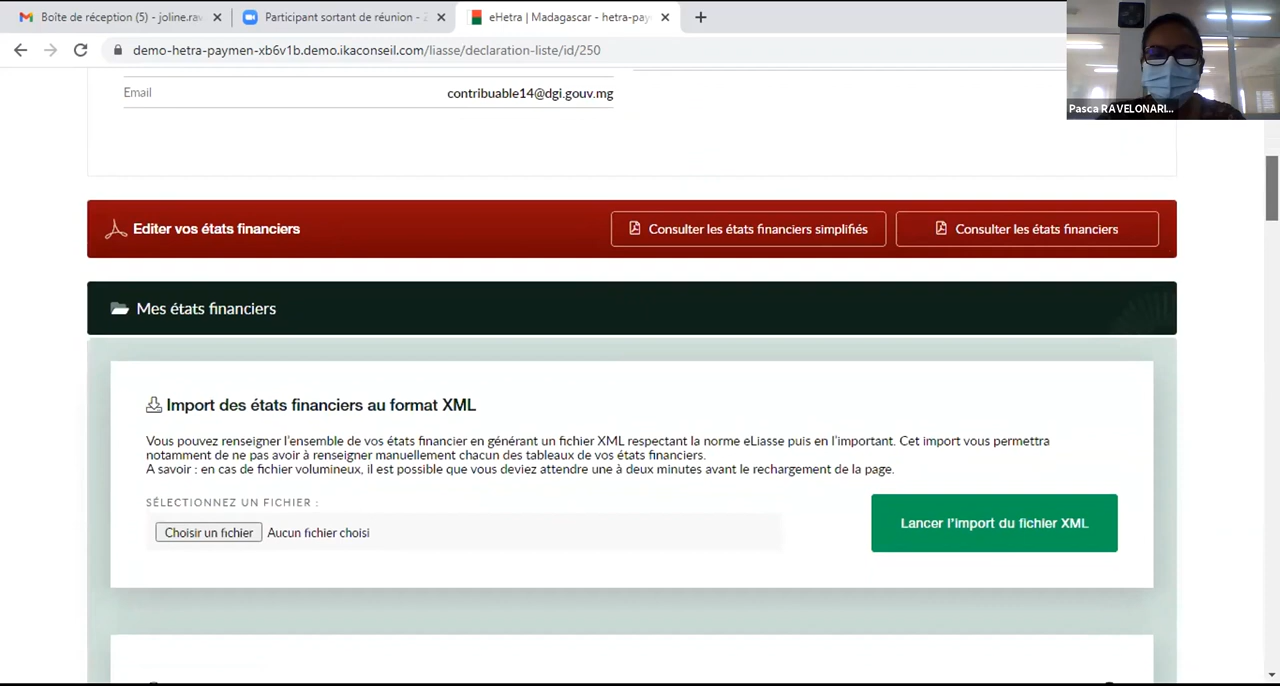 Boîte de réception (5) - joline.rav
Participant sortant de réunion - Z
eHetra | Madagascar - hetra-pay
demo-hetra-paymen-xb6v1b.demo.ikaconseil.com/liasse/declaration-liste/id/250
Email contribuable14@dgi.gouv.mg
Pasca RAVELONARI...
Editer vos états financiers
Consulter les états financiers simplifiés
Consulter les états financiers
Mes états financiers
Import des états financiers au format XML
Vous pouvez renseigner l'ensemble de vos états financier en générant un fichier XML respectant la norme eLiasse puis en l'important. Cet import vous permettra
notamment de ne pas avoir à renseigner manuellement chacun des tableaux de vos états financiers.
A savoir : en cas de fichier volumineux, il est possible que vous deviez attendre une à deux minutes avant le rechargement de la page.
SÉLECTIONNEZ UN FICHIER :
Choisir un fichier Aucun fichier choisi
Lancer l'import du fichier XML